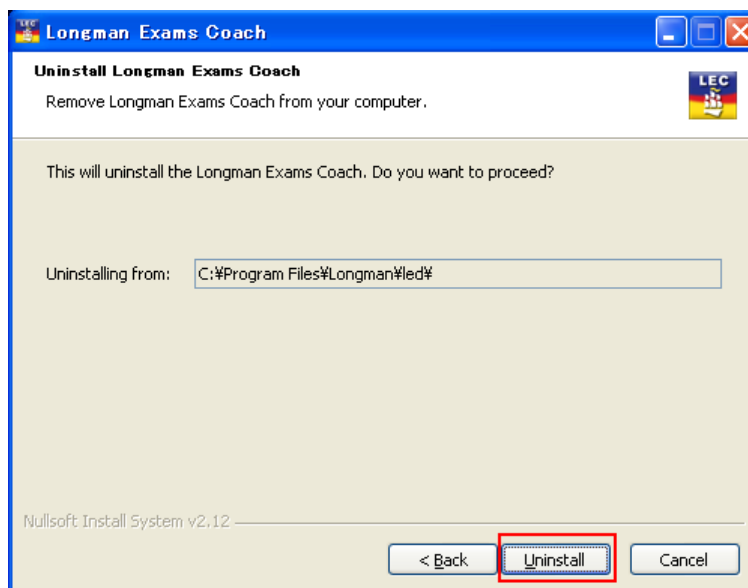 Longman Exams Coach
Uninstall Longman Exams Coach
LEC
Remove Longman Exams Coach from your computer.
This will uninstall the Longman Exams Coach. Do you want to proceed?
Uninstalling from: C:¥Program Files¥Longman¥led¥
Nullsoft Install System v2.12
< Back Uninstall Cancel